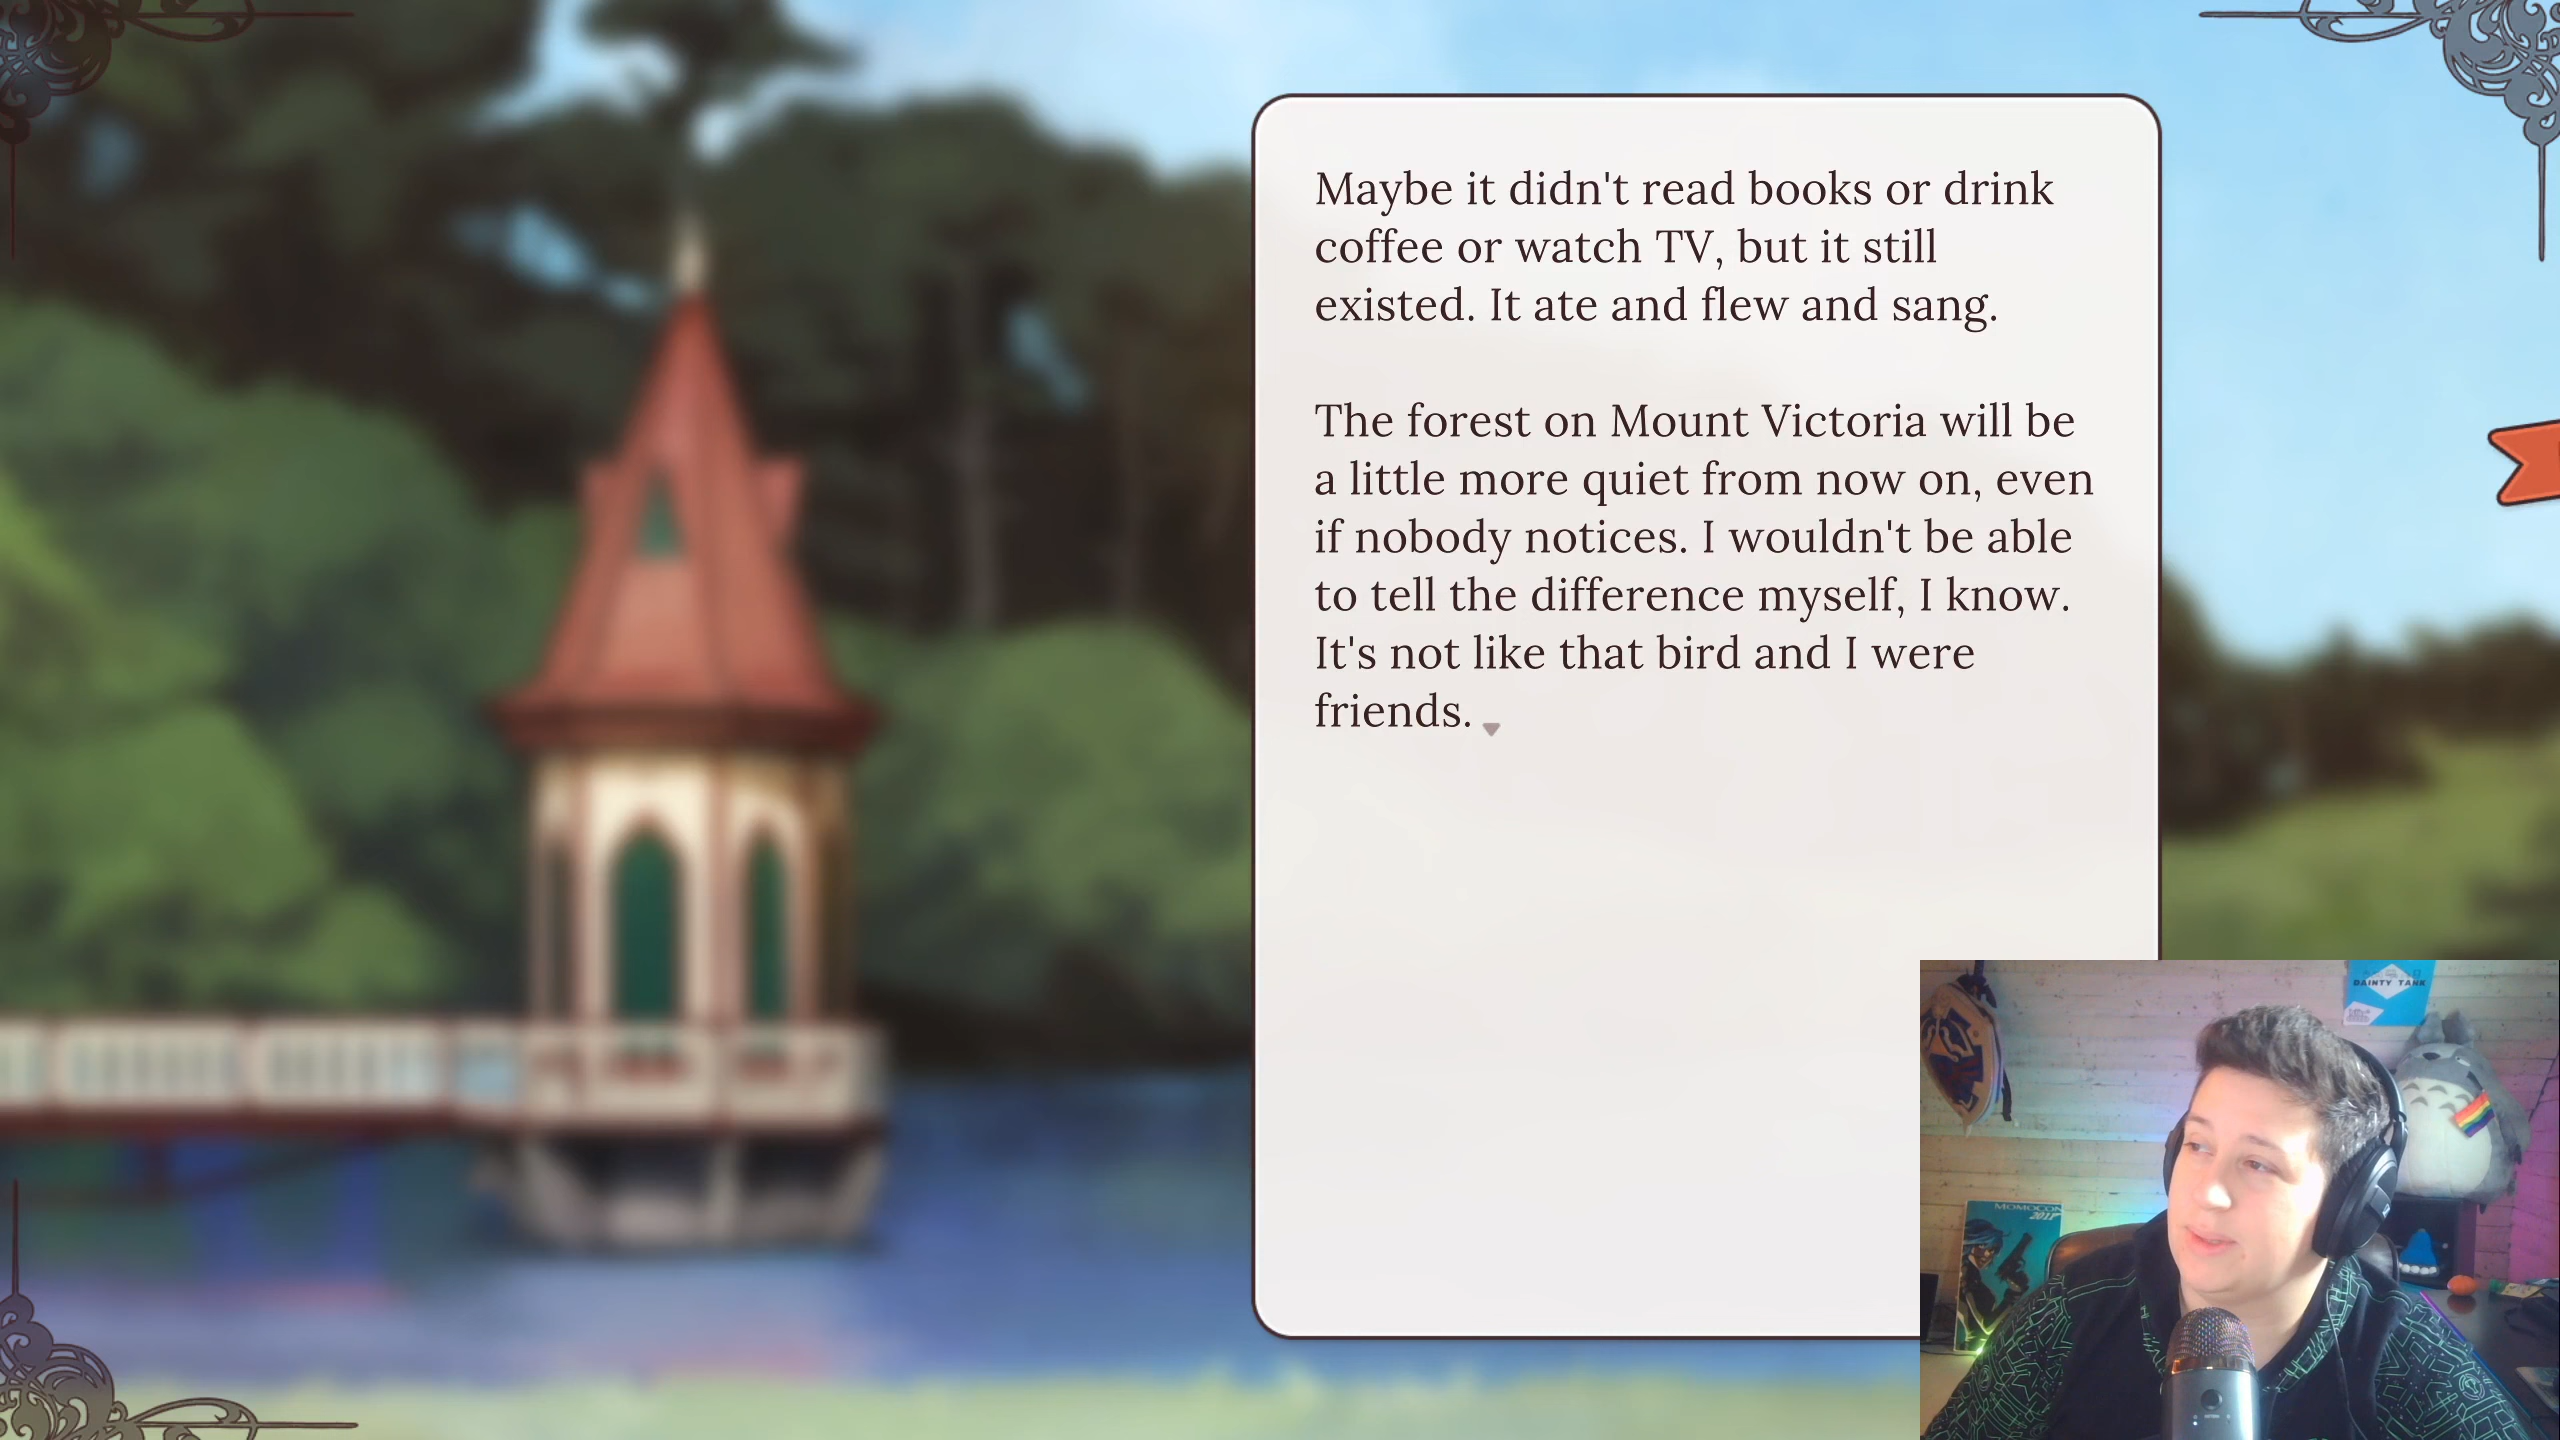 Maybe it didn't read books or drink
coffee or watch TV, but it still
existed. It ate and flew and sang.
The forest on Mount Victoria will be
a little more quiet from now on, even
if nobody notices. I wouldn't be able
to tell the difference myself, I know.
It's not like that bird and I were
friends.
DAINTY TANK
MOMOCON
2011